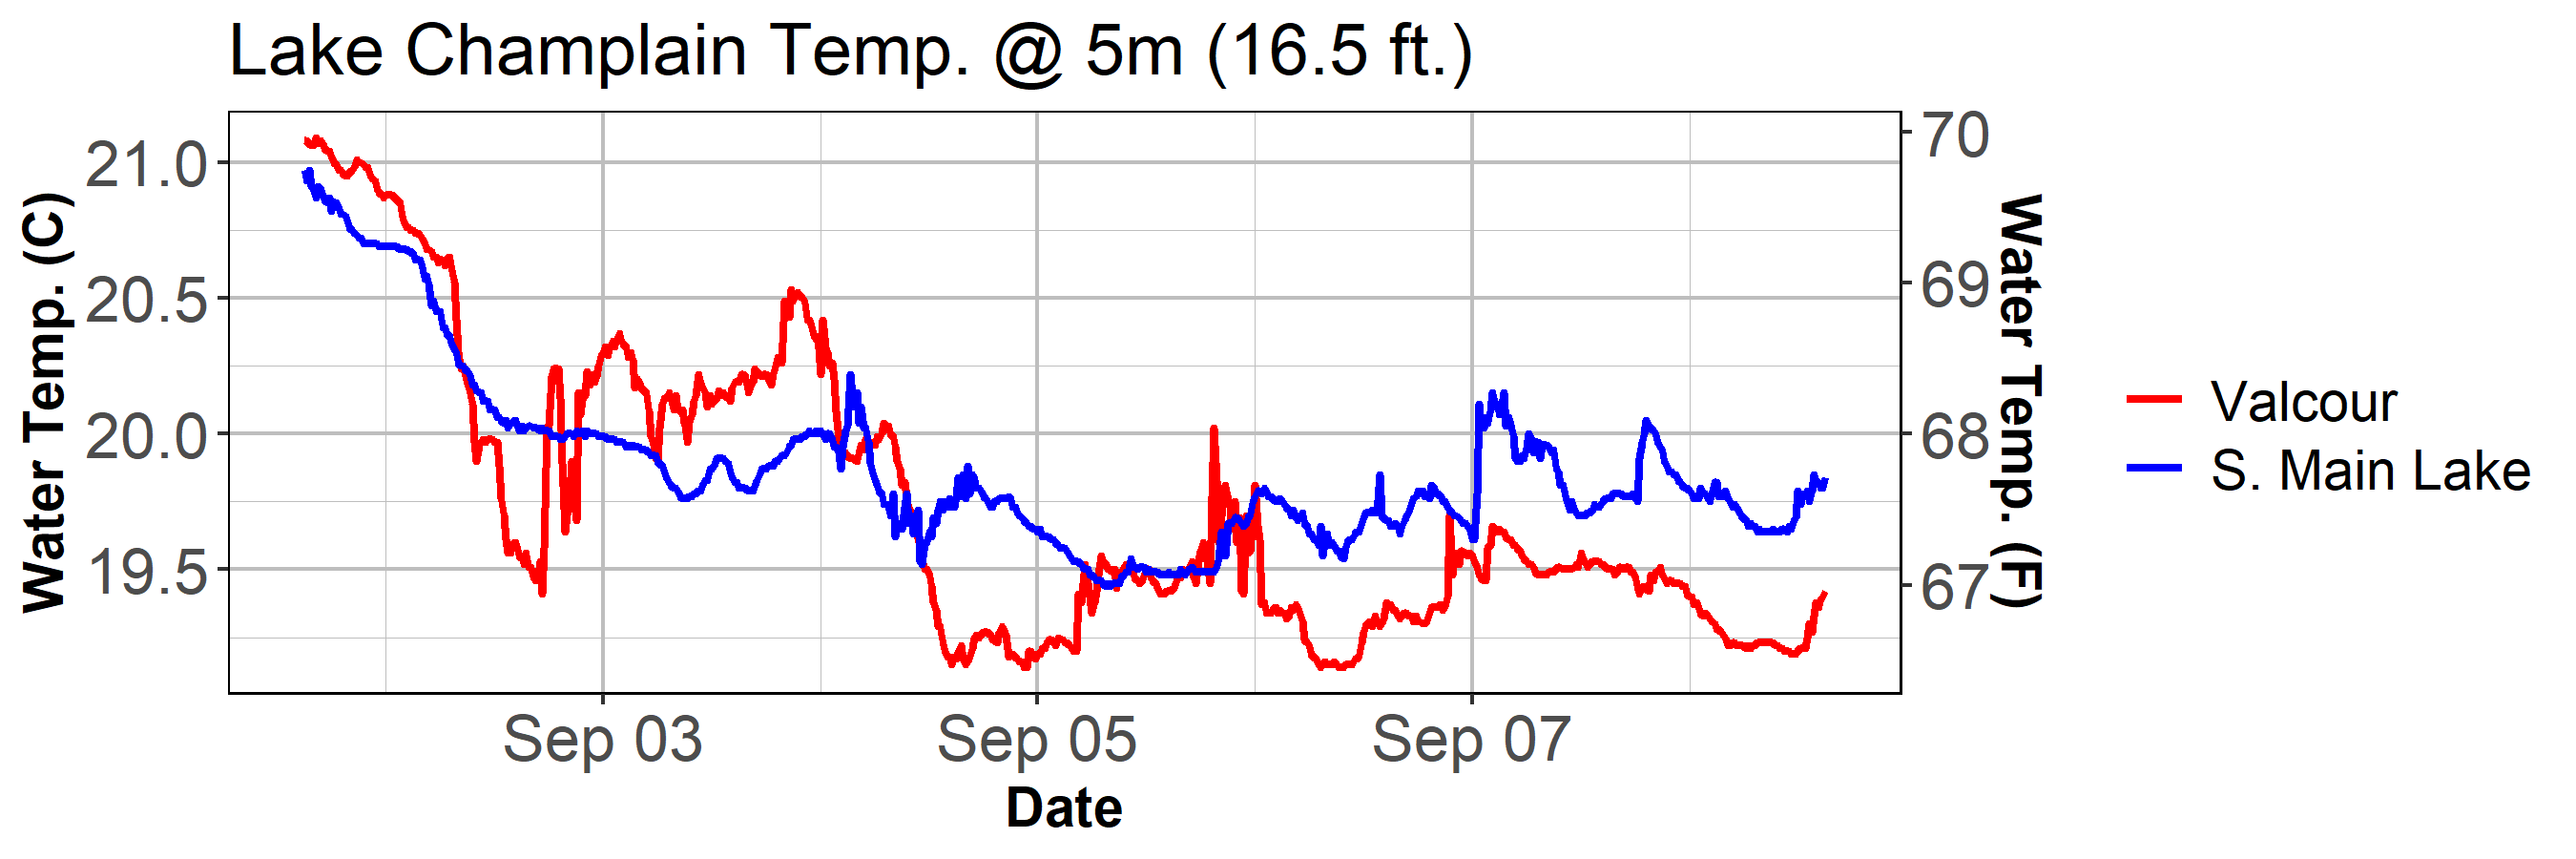 Lake Champlain Temp. @ 5m (16.5 ft.)
Water Temp. (C)
21.0
20.5
20.0
19.5
70
69
68
67
Water Temp. (F)
Sep 03
Sep 05
Sep 07
Date
Valcour
S. Main Lake